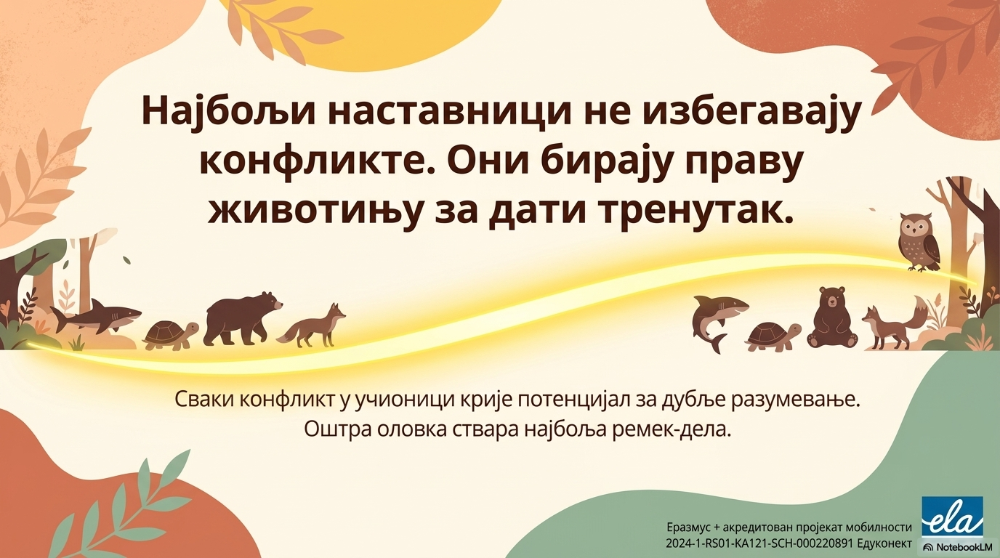 Најбољи наставници не избегавају
конфликте. Они бирају праву
животињу за дати тренутак.
Сваки конфликт у учионици крије потенцијал за дубље разумевање.
Оштра оловка ствара најбоља ремек-дела.
Еразмус + акредитован пројекат мобилности
2024-1-RS01-KA121-SCH-000220891 Едуконект
ela
NotebookLM